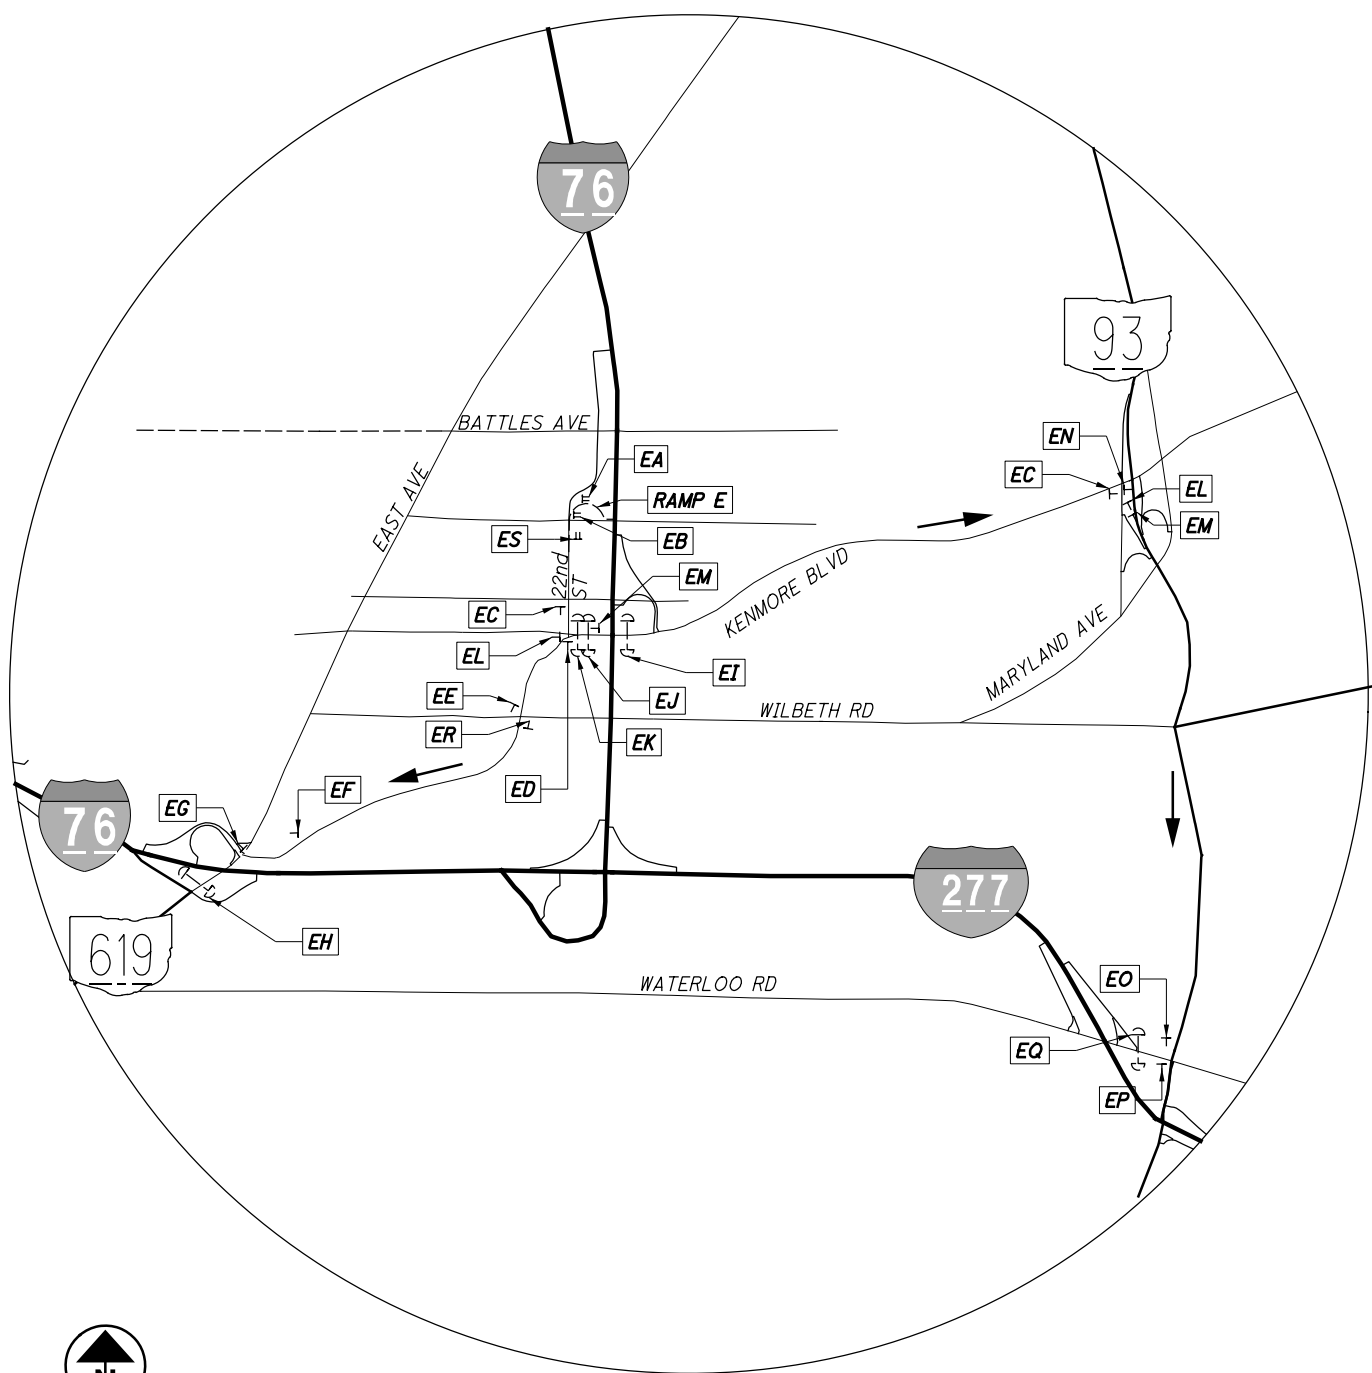 76
93
BATTLES AVE
EN
EA
EC
EL
RAMP E
EAST AVE
EM
ES
EB
22nd
ST
EM
KENMORE BLVD
EC
EL
EI
MARYLAND AVE
EE
EJ
WILBETH RD
ER
EK
ED
EF
EG
76
277
EH
619
WATERLOO RD
EO
EQ
EP
N